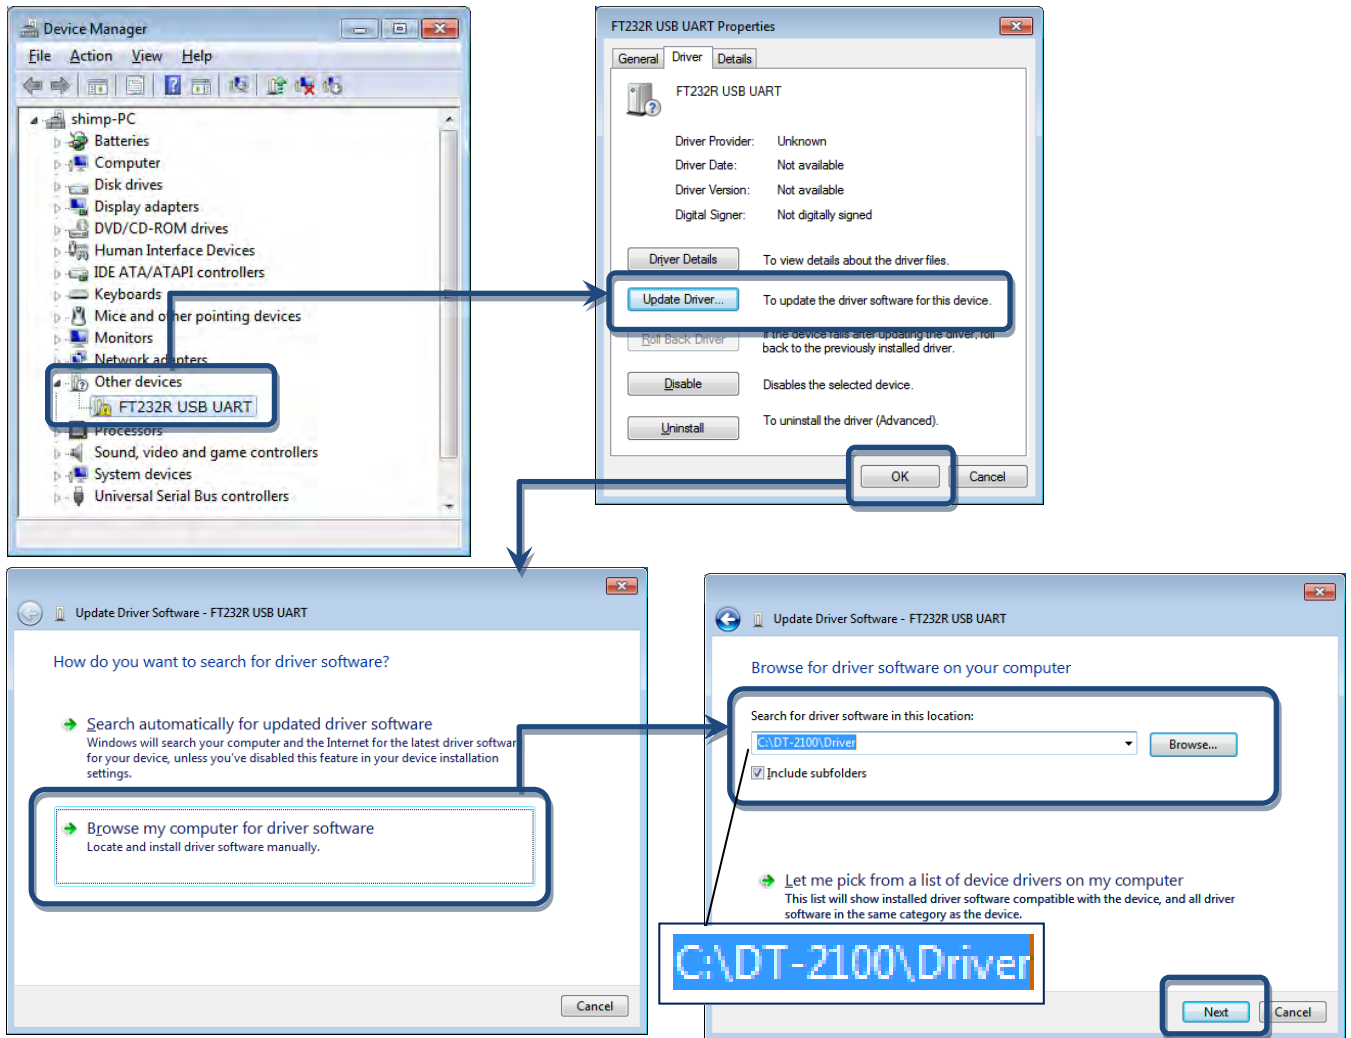 Device Manager
File Action View Help
shimp-PC
Batteries
Computer
Disk drives
Display adapters
DVD/CD-ROM drives
Human Interface Devices
IDE ATA/ATAPI controllers
Keyboards
Mice and other pointing devices
Monitors
Network adapters
Other devices
FT232R USB UART
Processors
Sound, video and game controllers
System devices
Universal Serial Bus controllers
FT232R USB UART Properties
General Driver Details
FT232R USB UART
Driver Provider: Unknown
Driver Date: Not available
Driver Version: Not available
Digital Signer: Not digitally signed
Driver Details To view details about the driver files.
Update Driver... To update the driver software for this device.
Roll Back Driver If the device fails after updating the driver, roll
back to the previously installed driver.
Disable Disables the selected device.
Uninstall To uninstall the driver (Advanced).
OK Cancel
Update Driver Software - FT232R USB UART
How do you want to search for driver software?
Search automatically for updated driver software
Windows will search your computer and the Internet for the latest driver software
for your device, unless you've disabled this feature in your device installation
settings.
Browse my computer for driver software
Locate and install driver software manually.
Cancel
Update Driver Software - FT232R USB UART
Browse for driver software on your computer
Search for driver software in this location:
C:\DT-2100\Driver Browse...
Include subfolders
Let me pick from a list of device drivers on my computer
This list will show installed driver software compatible with the device, and all driver
software in the same category as the device.
C:\DT-2100\Driver
Next Cancel